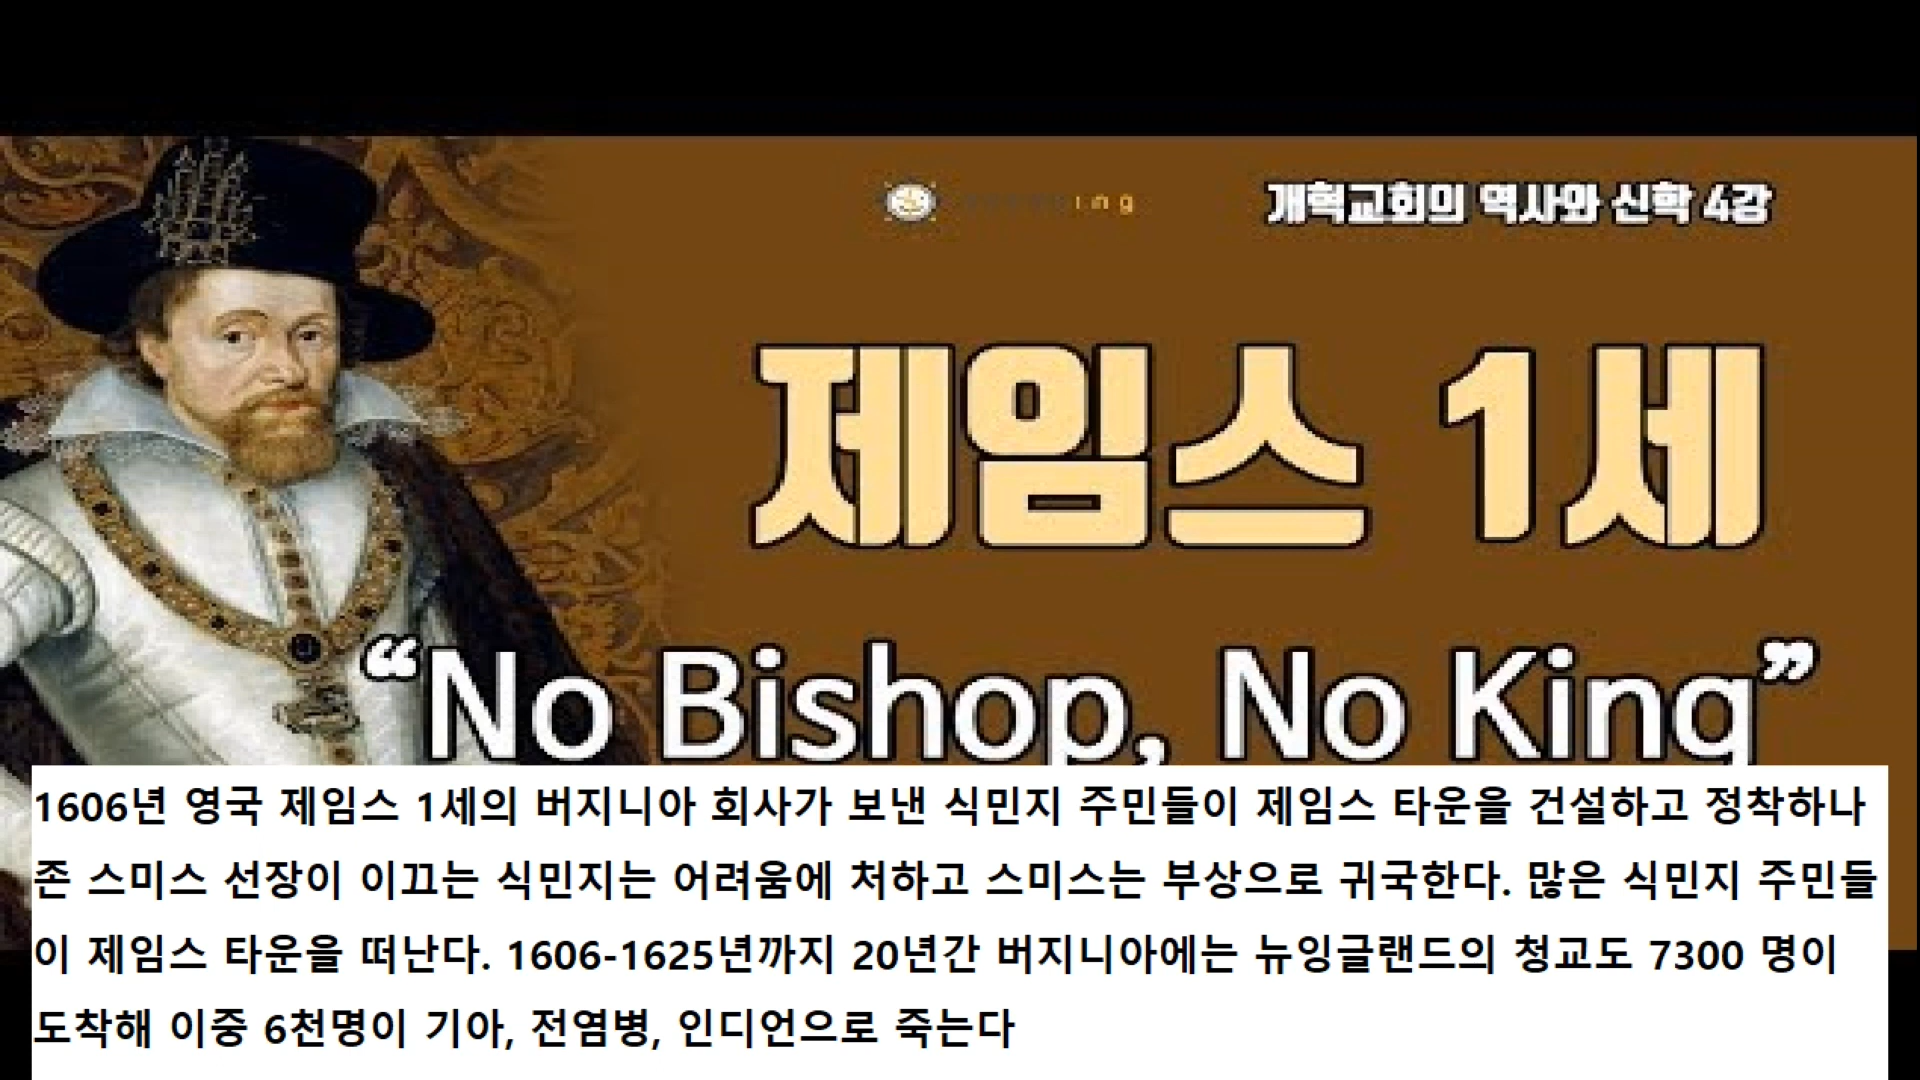 ing
개혁교회의 역사와 신학 4강
제임스 1세
“No Bishop, No King”
1606년 영국 제임스 1세의 버지니아 회사가 보낸 식민지 주민들이 제임스 타운을 건설하고 정착하나
존 스미스 선장이 이끄는 식민지는 어려움에 처하고 스미스는 부상으로 귀국한다. 많은 식민지 주민들
이 제임스 타운을 떠난다. 1606-1625년까지 20년간 버지니아에는 뉴잉글랜드의 청교도 7300 명이
도착해 이중 6천명이 기아, 전염병, 인디언으로 죽는다